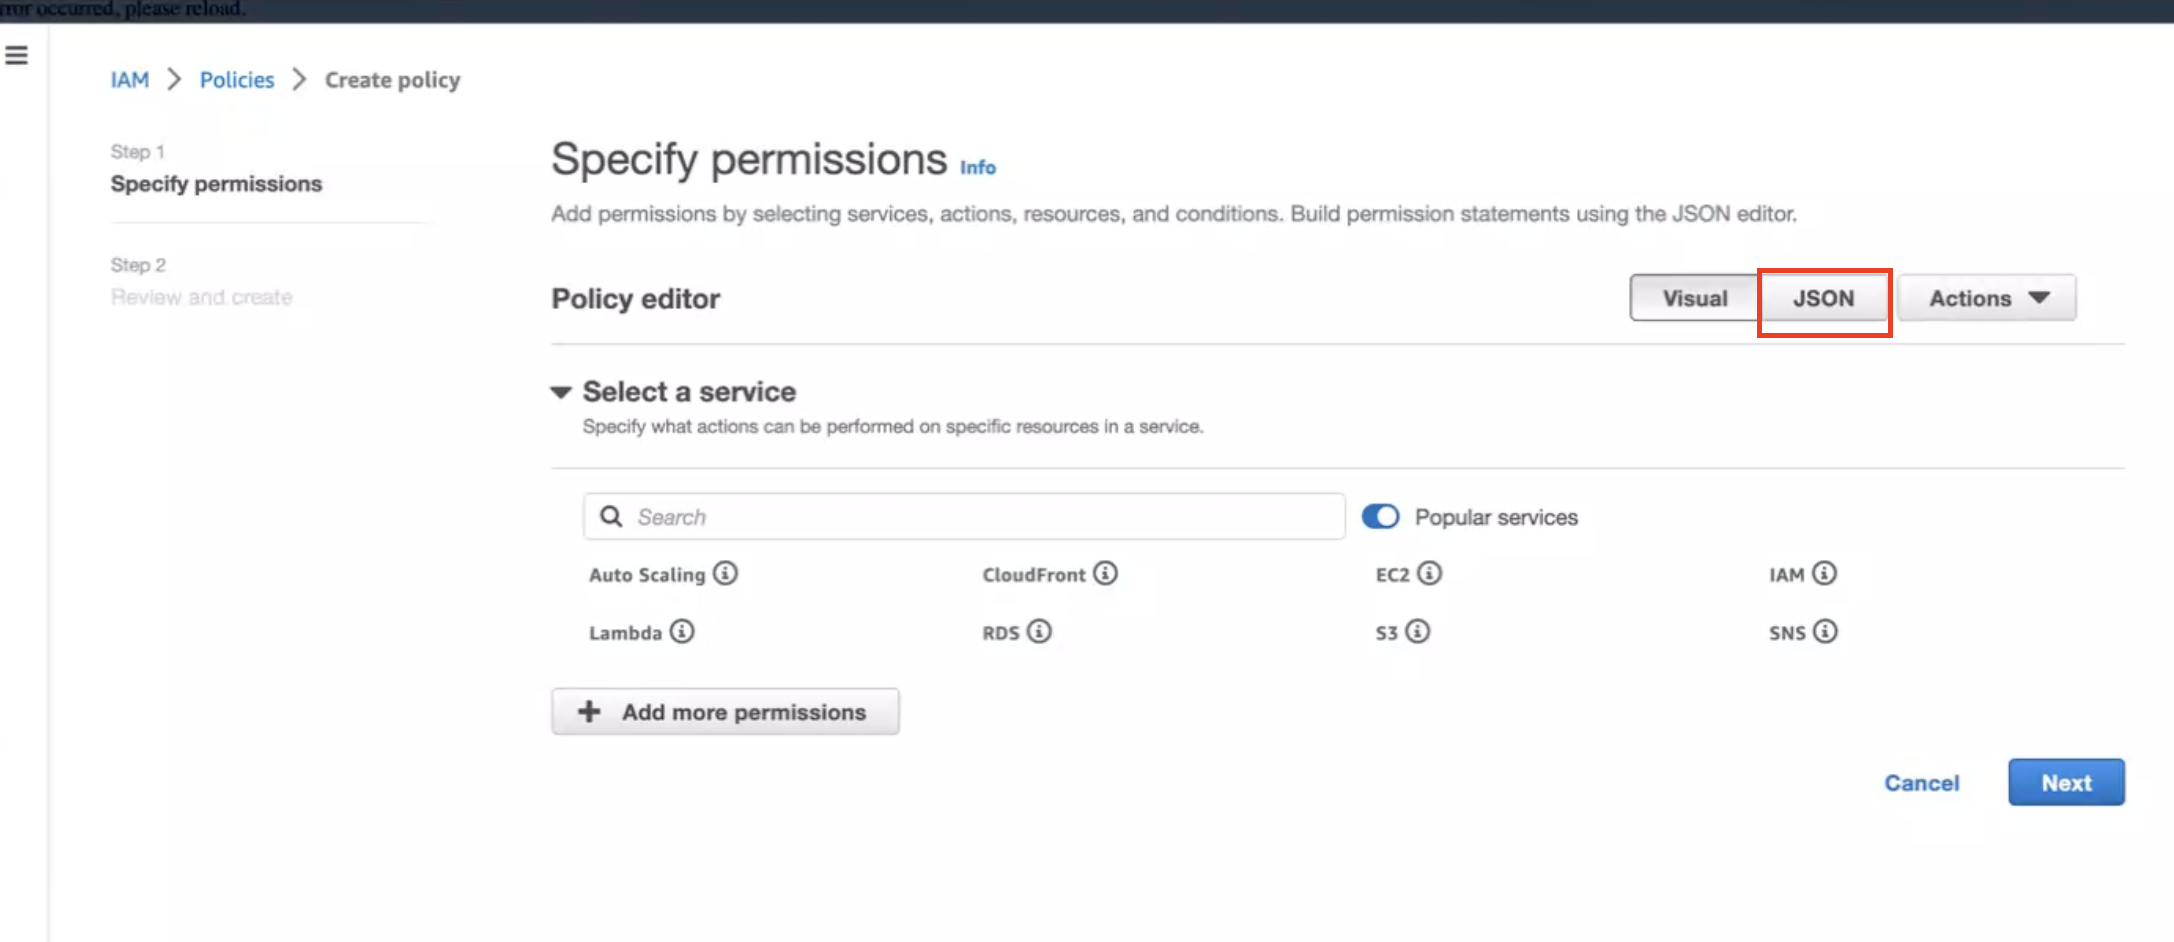 error occurred, please reload.
IAM > Policies > Create policy
Step 1
Specify permissions
Step 2
Review and create
Specify permissions Info
Add permissions by selecting services, actions, resources, and conditions. Build permission statements using the JSON editor.
Policy editor
Visual JSON Actions
Select a service
Specify what actions can be performed on specific resources in a service.
Search Popular services
Auto Scaling CloudFront EC2 IAM
Lambda RDS S3 SNS
+ Add more permissions
Cancel Next